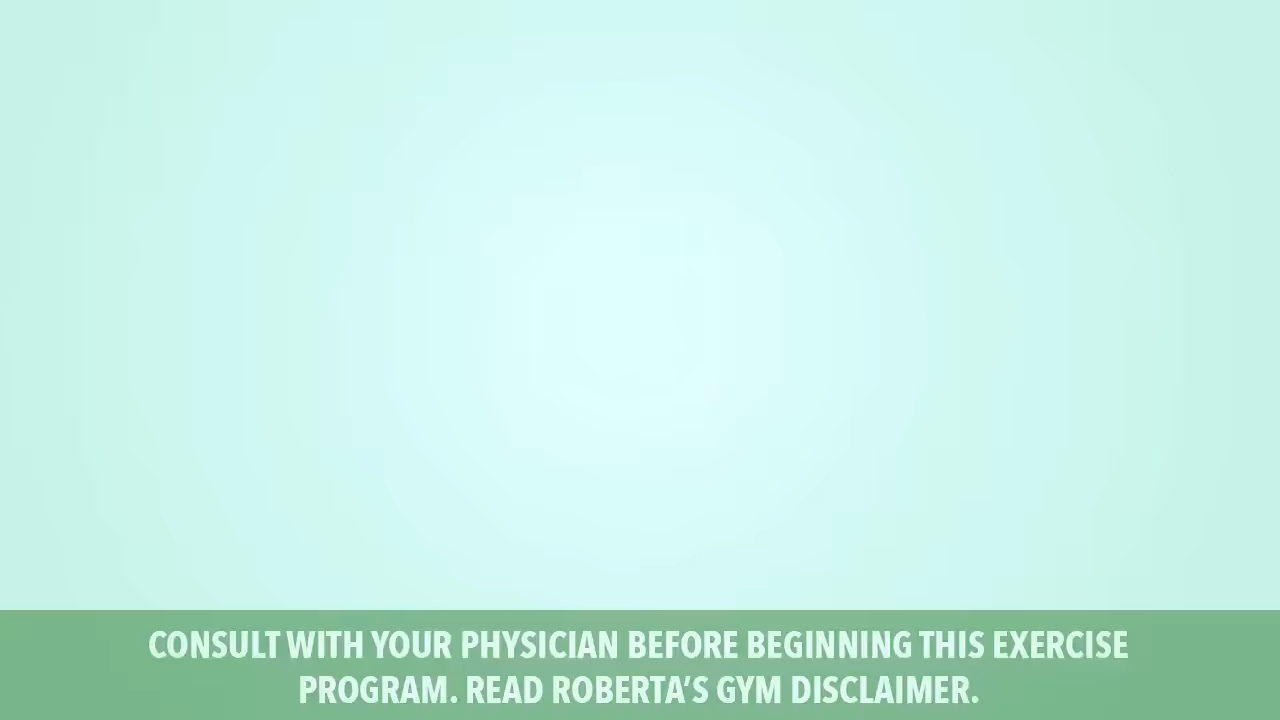 CONSULT WITH YOUR PHYSICIAN BEFORE BEGINNING THIS EXERCISE
PROGRAM. READ ROBERTA’S GYM DISCLAIMER.